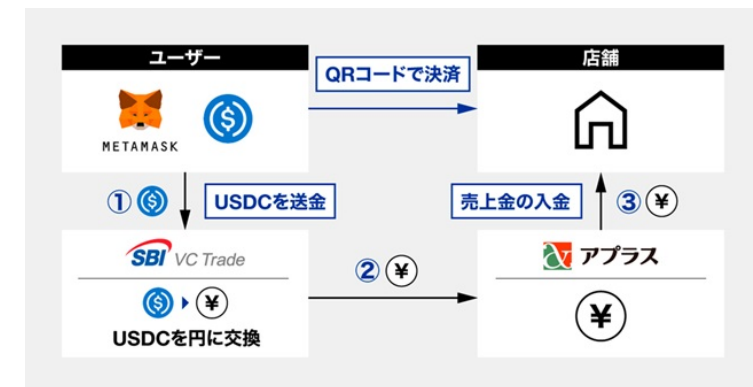 ユーザー
店舗
QRコードで決済
METAMASK
① $
USDCを送金
売上金の入金
③ ¥
SBI VC Trade
② ¥
アプラス
$ ¥
¥
USDCを円に交換